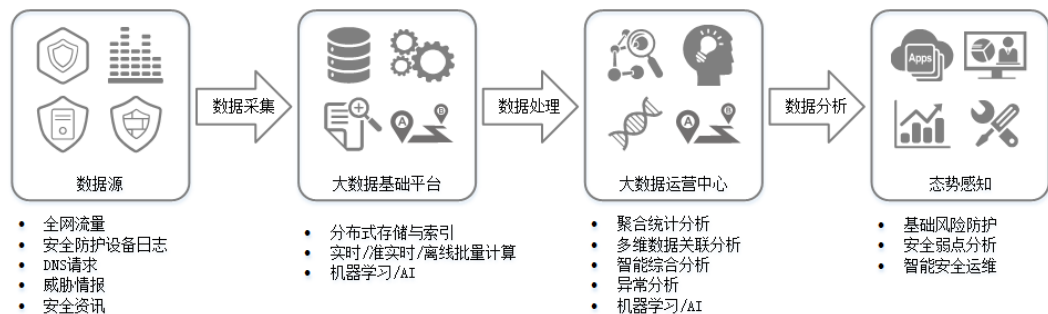 数据源
全网流量
安全防护设备日志
DNS请求
威胁情报
安全资讯
数据采集
A
B
大数据基础平台
分布式存储与索引
实时/准实时/离线批量计算
机器学习/AI
数据处理
A
B
大数据运营中心
聚合统计分析
多维数据关联分析
智能综合分析
异常分析
机器学习/AI
数据分析
Apps
态势感知
基础风险防护
安全弱点分析
智能安全运维